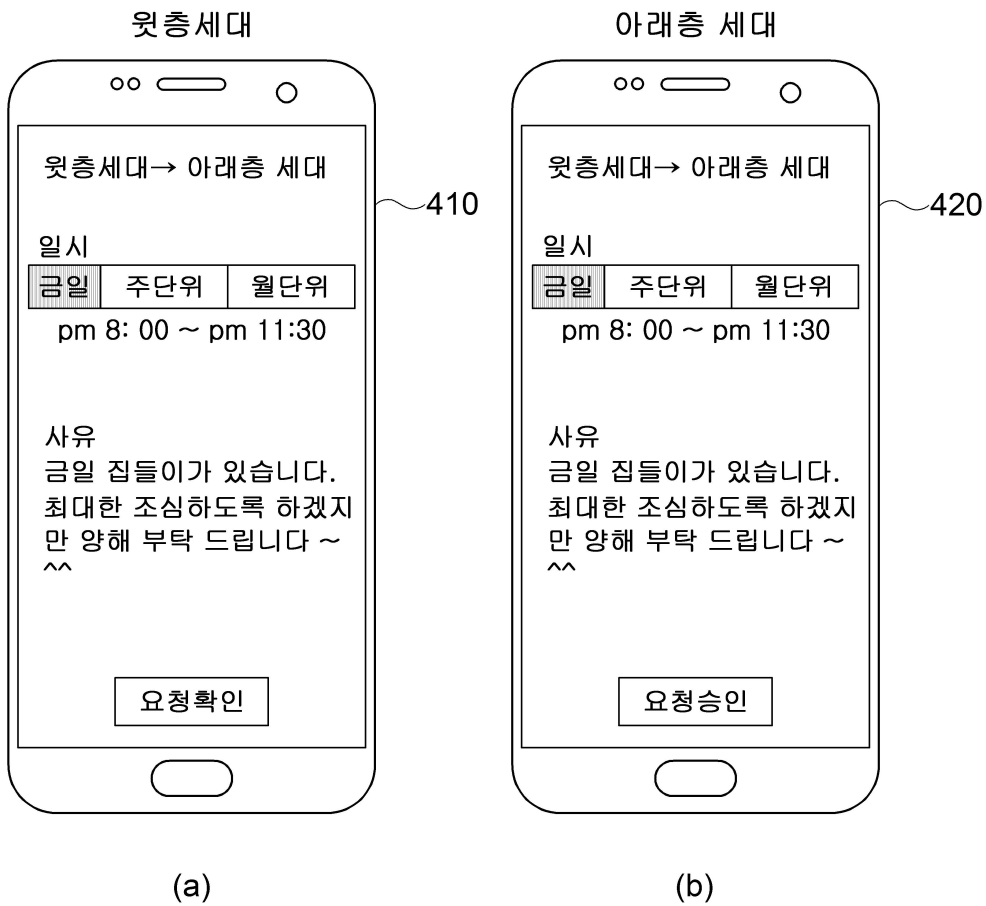 윗층세대
윗층세대→ 아래층 세대
410
일시
금일 주단위 월단위
pm 8: 00 ~ pm 11:30
사유
금일 집들이가 있습니다.
최대한 조심하도록 하겠지
만 양해 부탁 드립니다 ~
^^
요청확인
(a)
아래층 세대
윗층세대→ 아래층 세대
420
일시
금일 주단위 월단위
pm 8: 00 ~ pm 11:30
사유
금일 집들이가 있습니다.
최대한 조심하도록 하겠지
만 양해 부탁 드립니다 ~
^^
요청승인
(b)